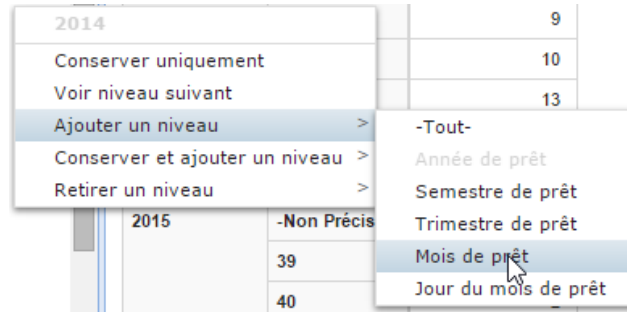 2014
9
Conserver uniquement
10
Voir niveau suivant
13
Ajouter un niveau >
-Tout-
Conserver et ajouter un niveau >
Année de prêt
Retirer un niveau >
Semestre de prêt
2015
-Non Précis
Trimestre de prêt
39
Mois de prêt
40
Jour du mois de prêt